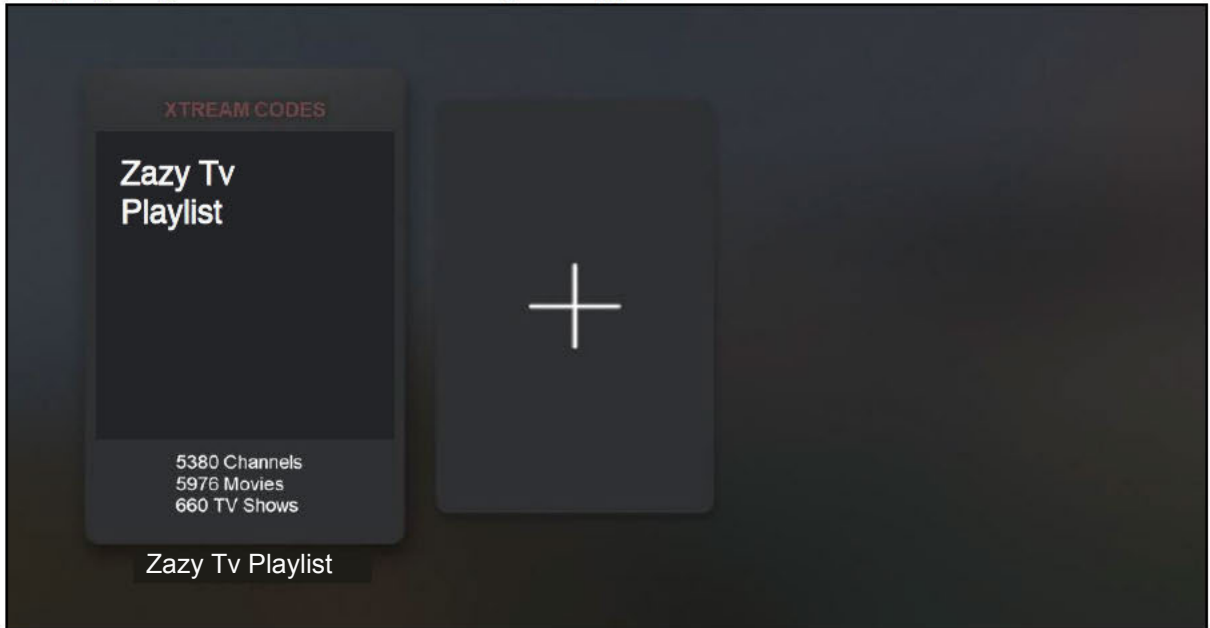 XTREAM CODES
Zazy Tv
Playlist
5380 Channels
5976 Movies
660 TV Shows
Zazy Tv Playlist